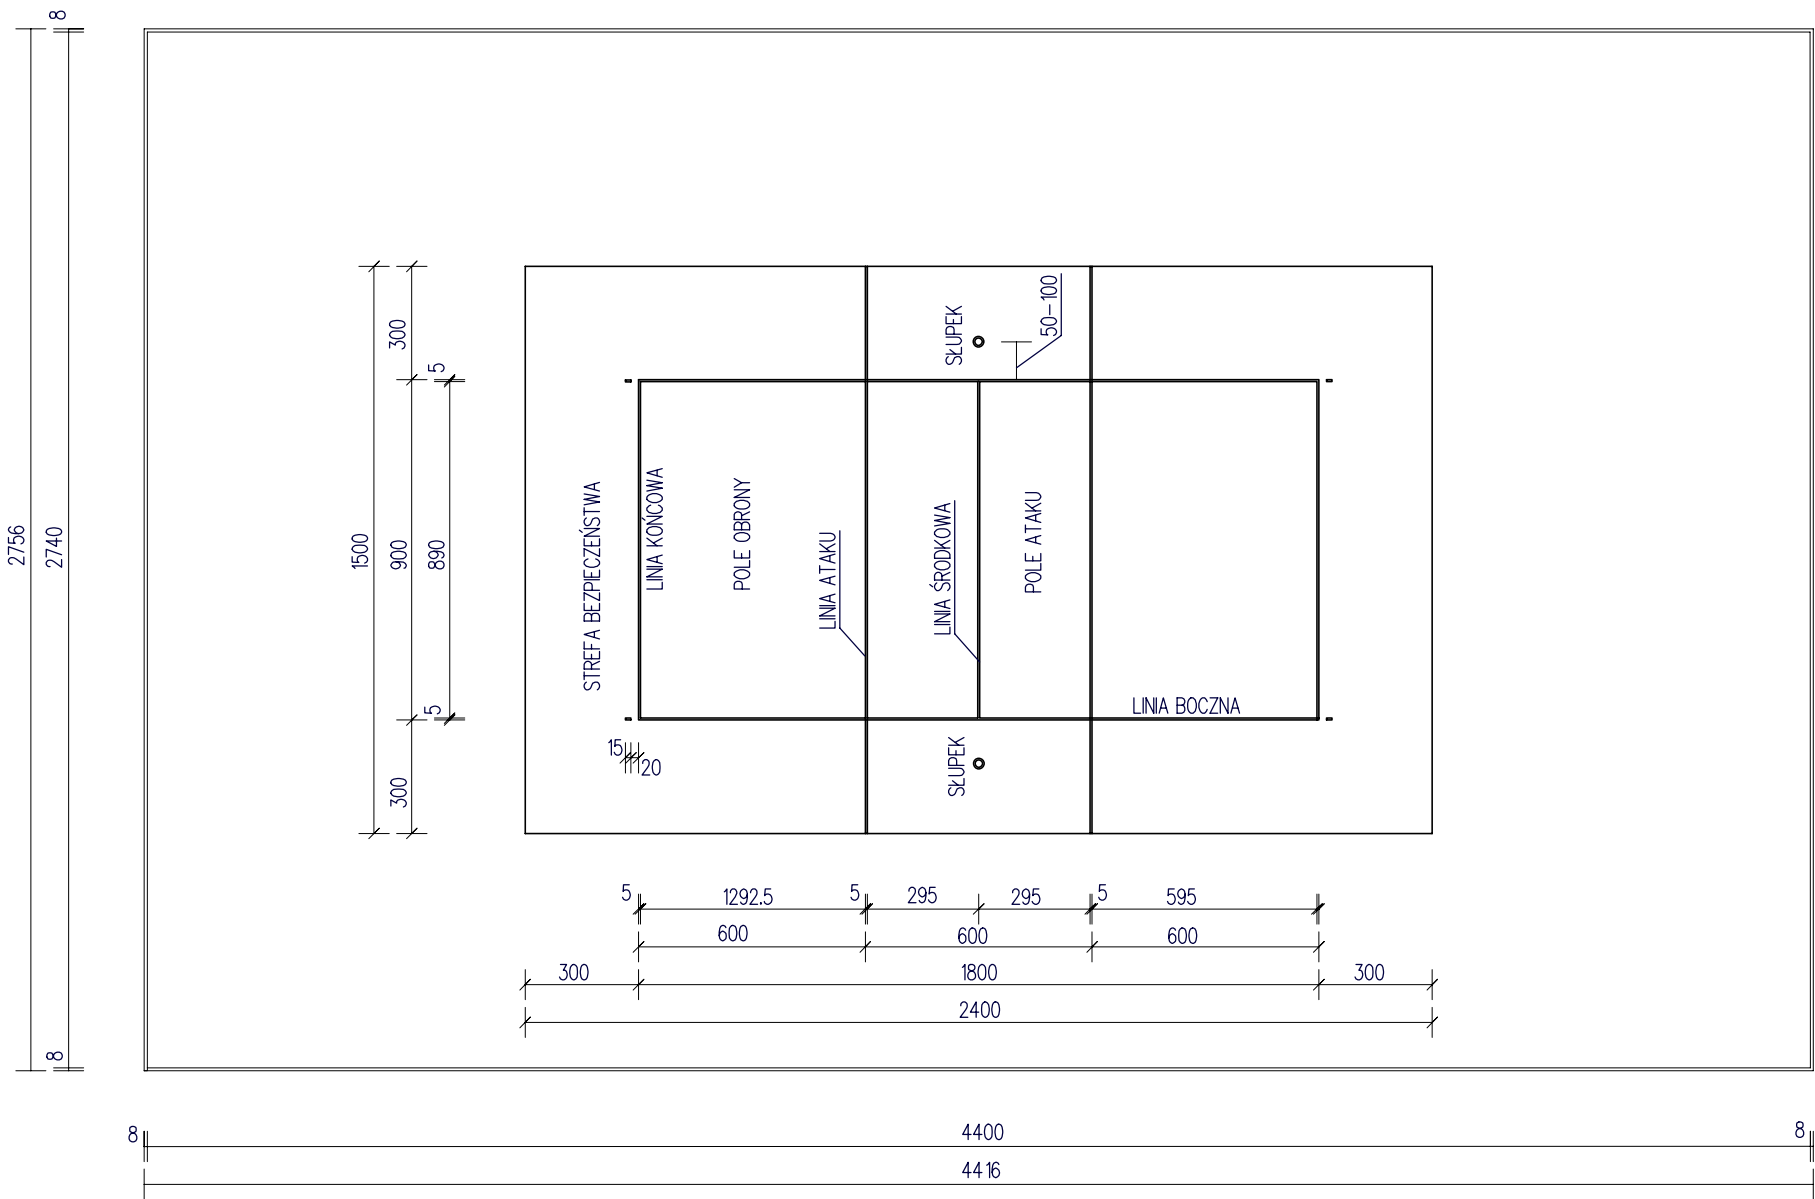 8
2756
2740
8
1500
300
900
300
5
890
5
SŁUPEK
50-100
STREFA BEZPIECZEŃSTWA
LINIA KOŃCOWA
POLE OBRONY
LINIA ATAKU
LINIA ŚRODKOWA
POLE ATAKU
LINIA BOCZNA
15
20
SŁUPEK
5 1292.5 5 295 295 5 595
600 600 600
300 1800 300
2400
8 4400 8
4416